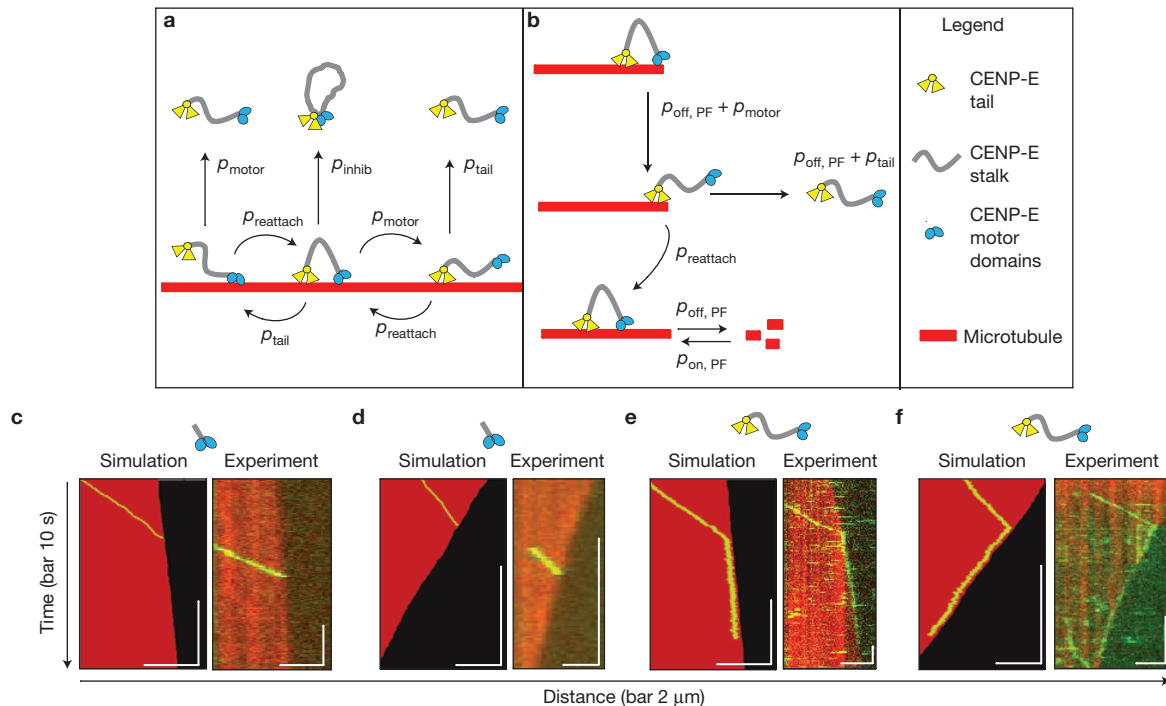 a
p_motor
p_inhib
p_tail
p_reattach
p_motor
p_tail
p_reattach
b
p_off, PF + p_motor
p_off, PF + p_tail
p_reattach
p_off, PF
p_on, PF
Legend
CENP-E
tail
CENP-E
stalk
CENP-E
motor
domains
Microtubule
c
Simulation
Experiment
d
Simulation
Experiment
e
Simulation
Experiment
f
Simulation
Experiment
Time (bar 10 s)
Distance (bar 2 μm)